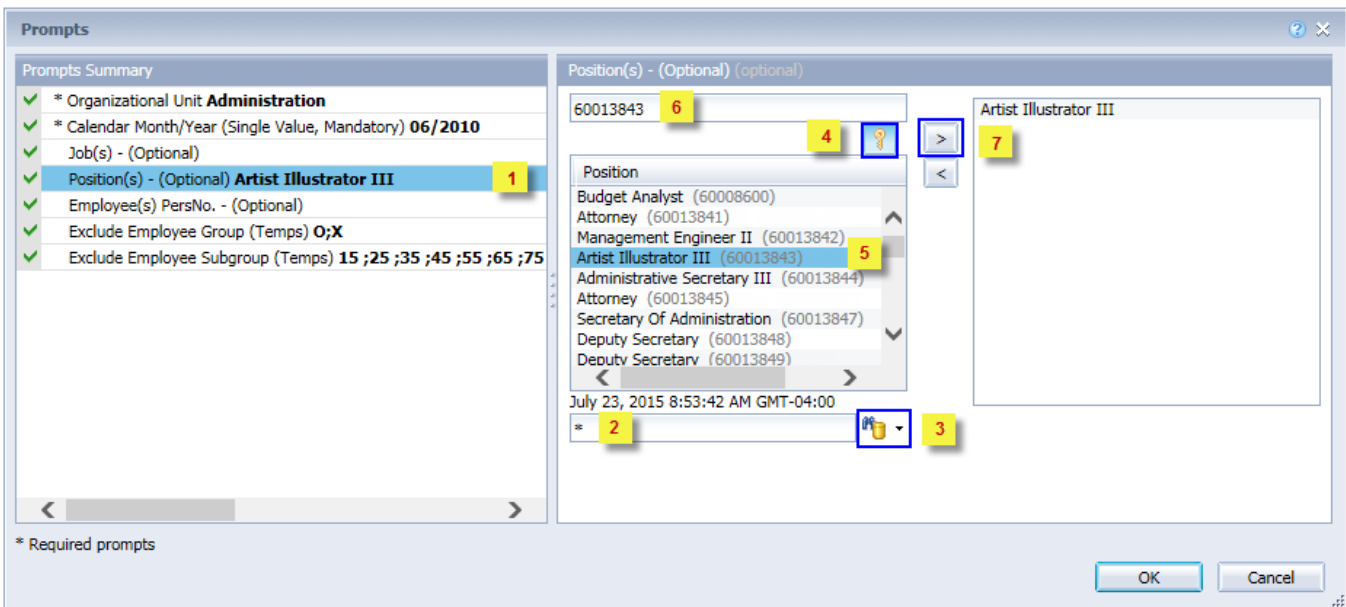 Prompts
Prompts Summary
* Organizational Unit Administration
* Calendar Month/Year (Single Value, Mandatory) 06/2010
Job(s) - (Optional)
Position(s) - (Optional) Artist Illustrator III 1
Employee(s) PersNo. - (Optional)
Exclude Employee Group (Temps) O;X
Exclude Employee Subgroup (Temps) 15 ;25 ;35 ;45 ;55 ;65 ;75
* Required prompts
Position(s) - (Optional) (optional)
60013843 6
4
Position
Budget Analyst (60008600)
Attorney (60013841)
Management Engineer II (60013842)
Artist Illustrator III (60013843) 5
Administrative Secretary III (60013844)
Attorney (60013845)
Secretary Of Administration (60013847)
Deputy Secretary (60013848)
Deputy Secretary (60013849)
July 23, 2015 8:53:42 AM GMT-04:00
* 2
3
> 7
<
Artist Illustrator III
OK Cancel